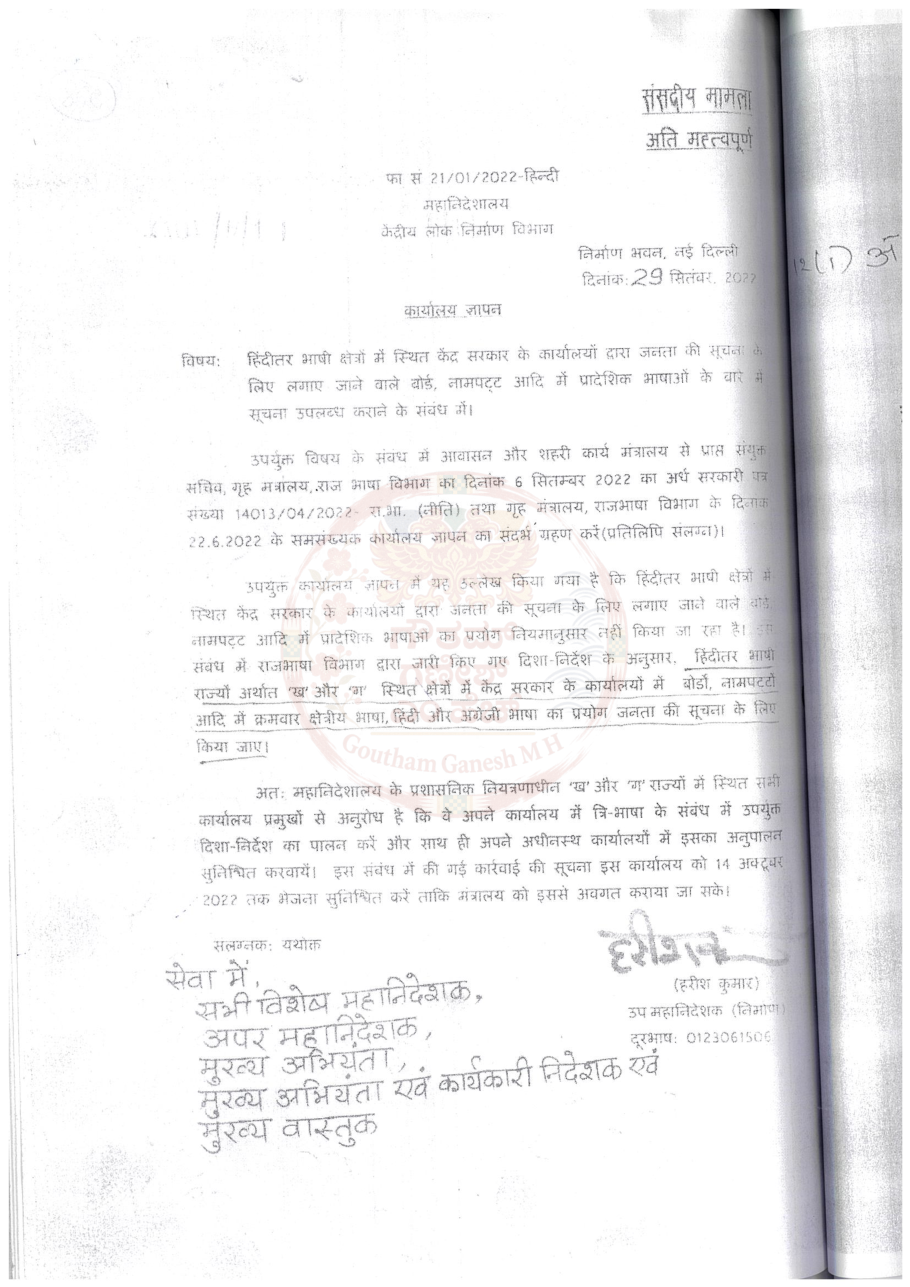 संसदीय मामला
अति महत्वपूर्ण
फा सं 21/01/2022-हिन्दी
महानिदेशालय
केंद्रीय लोक निर्माण विभाग
निर्माण भवन, नई दिल्ली
दिनांक: 29 सितंबर, 2022
12(1) अं
कार्यालय ज्ञापन
विषय: हिंदीतर भाषी क्षेत्रों में स्थित केंद्र सरकार के कार्यालयों द्वारा जनता की सूचना के
लिए लगाए जाने वाले बोर्ड, नामपट्ट आदि में प्रादेशिक भाषाओं के बारे में
सूचना उपलब्ध कराने के संबंध में।
उपर्युक्त विषय के संबंध में आवासन और शहरी कार्य मंत्रालय से प्राप्त संयुक्त
सचिव, गृह मंत्रालय, राज भाषा विभाग का दिनांक 6 सितम्बर 2022 का अर्ध सरकारी पत्र
संख्या 14013/04/2022- रा.भा. (नीति) तथा गृह मंत्रालय, राजभाषा विभाग के दिनांक
22.6.2022 के समसंख्यक कार्यालय ज्ञापन का संदर्भ ग्रहण करें(प्रतिलिपि संलग्न)।
उपर्युक्त कार्यालय ज्ञापन में यह उल्लेख किया गया है कि हिंदीतर भाषी क्षेत्रों में
स्थित केंद्र सरकार के कार्यालयों द्वारा जनता की सूचना के लिए लगाए जाने वाले बोर्ड,
नामपट्ट आदि में प्रादेशिक भाषाओं का प्रयोग नियमानुसार नहीं किया जा रहा है। इस
संबंध में राजभाषा विभाग द्वारा जारी किए गए दिशा-निर्देश के अनुसार, हिंदीतर भाषी
राज्यों अर्थात 'ख' और 'ग' स्थित क्षेत्रों में केंद्र सरकार के कार्यालयों में बोर्डों, नामपट्टों
आदि में क्रमवार क्षेत्रीय भाषा, हिंदी और अंग्रेजी भाषा का प्रयोग जनता की सूचना के लिए
किया जाए।
Goutham Ganesh M H
अतः महानिदेशालय के प्रशासनिक नियंत्रणाधीन 'ख' और 'ग' राज्यों में स्थित सभी
कार्यालय प्रमुखों से अनुरोध है कि वे अपने कार्यालय में त्रि-भाषा के संबंध में उपर्युक्त
दिशा-निर्देश का पालन करें और साथ ही अपने अधीनस्थ कार्यालयों में इसका अनुपालन
सुनिश्चित करवायें। इस संबंध में की गई कार्रवाई की सूचना इस कार्यालय को 14 अक्टूबर
2022 तक भेजना सुनिश्चित करें ताकि मंत्रालय को इससे अवगत कराया जा सके।
संलग्नक: यथोक्त
(हरीश कुमार)
उप महानिदेशक (निर्माण)
दूरभाष: 0123061506
सेवा में,
सभी विशेष महानिदेशक,
अपर महानिदेशक,
मुख्य अभियंता,
मुख्य अभियंता एवं कार्यकारी निदेशक एवं
मुख्य वास्तुक